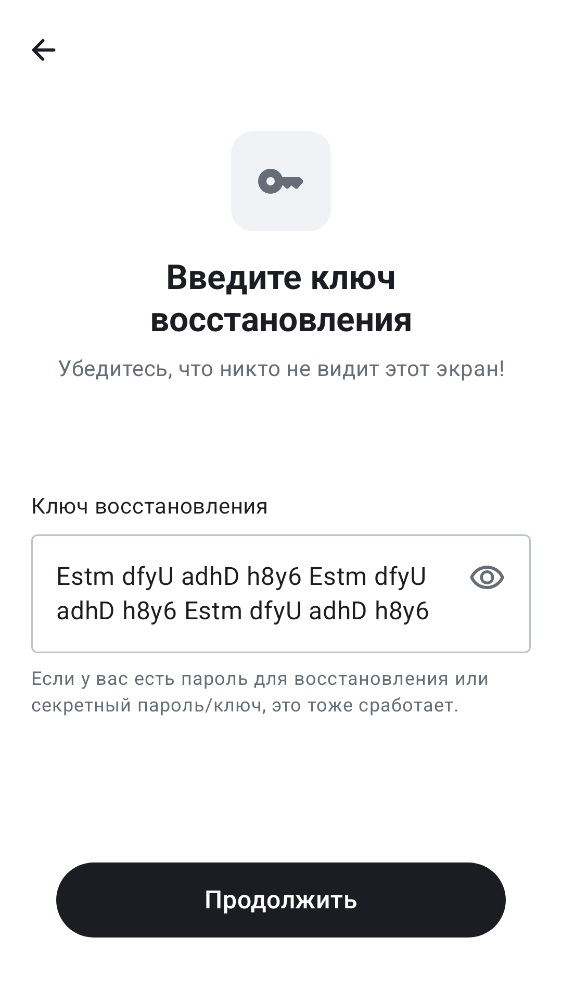 Введите ключ
восстановления
Убедитесь, что никто не видит этот экран!
Ключ восстановления
Estm dfyU adhD h8y6 Estm dfyU
adhD h8y6 Estm dfyU adhD h8y6
Если у вас есть пароль для восстановления или
секретный пароль/ключ, это тоже сработает.
Продолжить